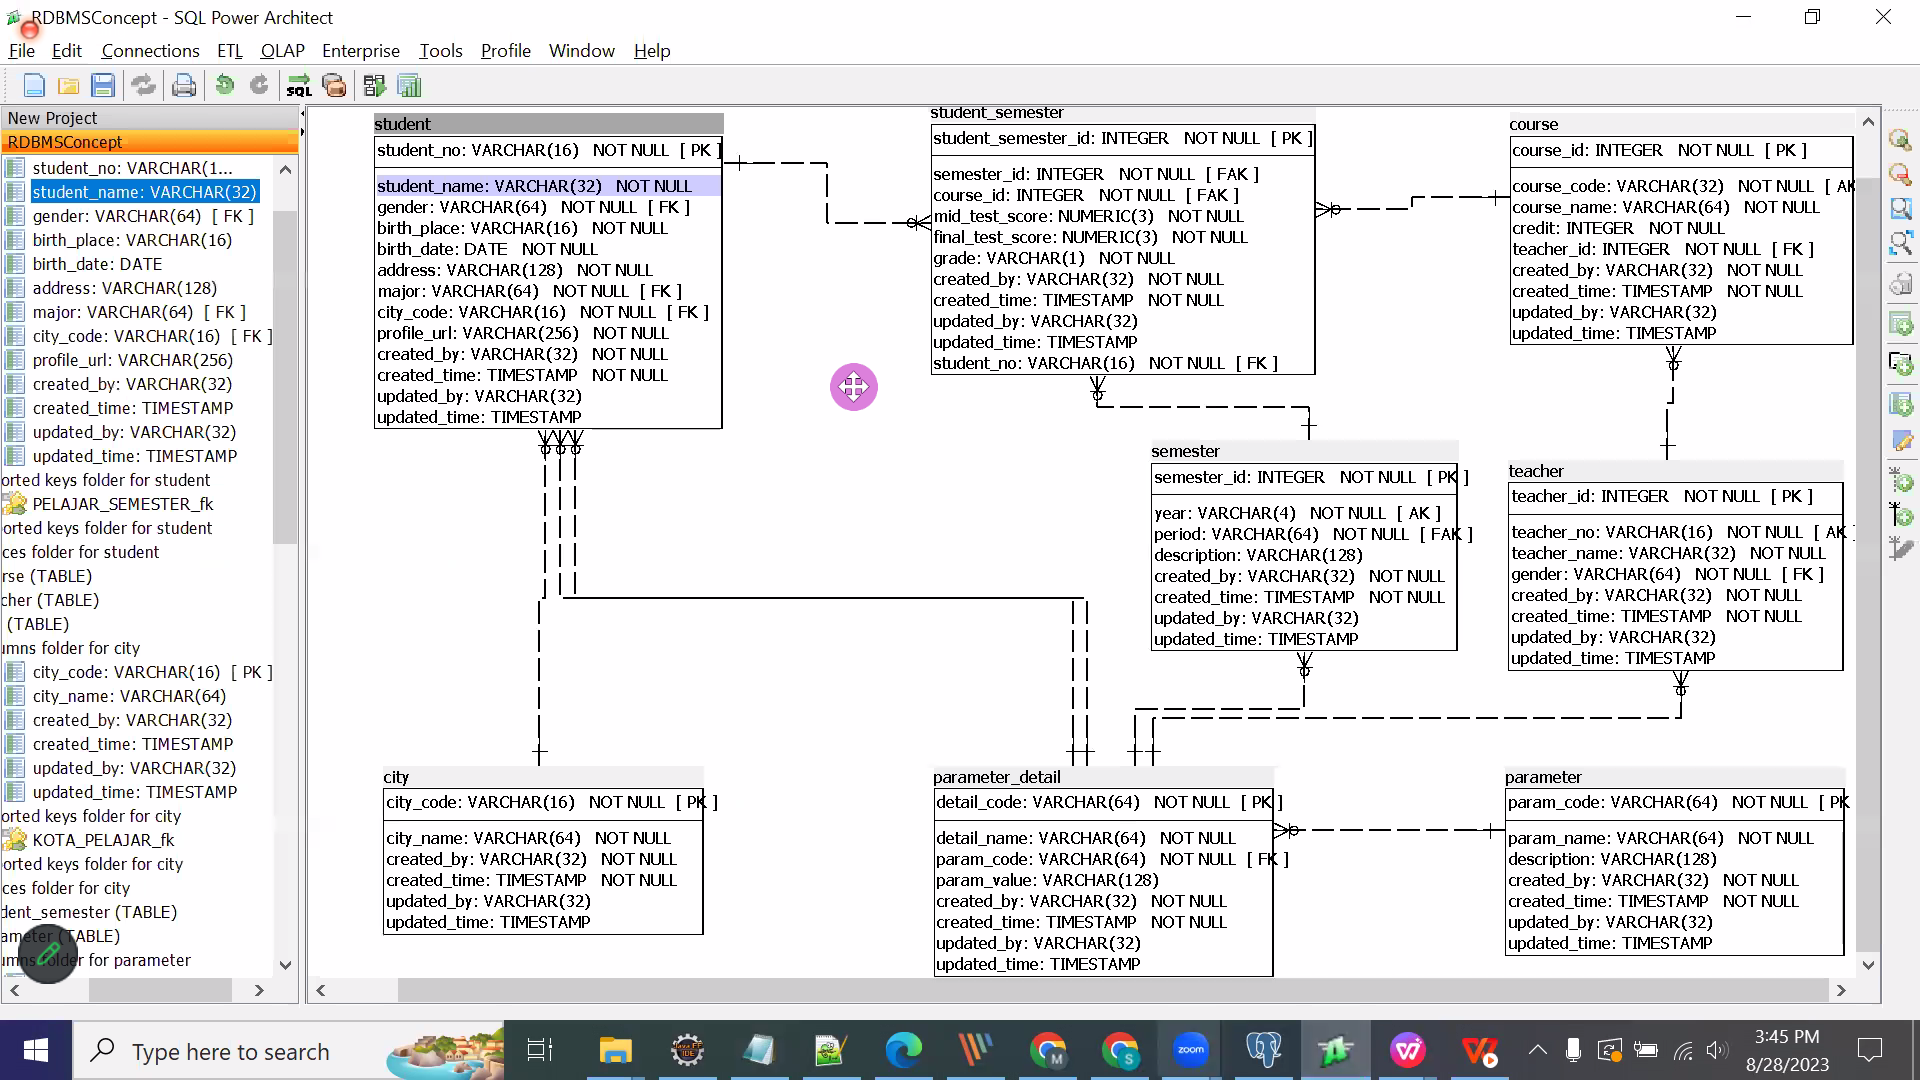 RDBMSConcept - SQL Power Architect
File Edit Connections ETL OLAP Enterprise Tools Profile Window Help
SQL
New Project
RDBMSConcept
student_no: VARCHAR(1...
student_name: VARCHAR(32)
gender: VARCHAR(64) [ FK ]
birth_place: VARCHAR(16)
birth_date: DATE
address: VARCHAR(128)
major: VARCHAR(64) [ FK ]
city_code: VARCHAR(16) [ FK ]
profile_url: VARCHAR(256)
created_by: VARCHAR(32)
created_time: TIMESTAMP
updated_by: VARCHAR(32)
updated_time: TIMESTAMP
orted keys folder for student
PELAJAR_SEMESTER_fk
orted keys folder for student
ces folder for student
rse (TABLE)
cher (TABLE)
(TABLE)
umns folder for city
city_code: VARCHAR(16) [ PK ]
city_name: VARCHAR(64)
created_by: VARCHAR(32)
created_time: TIMESTAMP
updated_by: VARCHAR(32)
updated_time: TIMESTAMP
orted keys folder for city
KOTA_PELAJAR_fk
orted keys folder for city
ces folder for city
dent_semester (TABLE)
ameter (TABLE)
umns folder for parameter
student
student_no: VARCHAR(16) NOT NULL [ PK ]
student_name: VARCHAR(32) NOT NULL
gender: VARCHAR(64) NOT NULL [ FK ]
birth_place: VARCHAR(16) NOT NULL
birth_date: DATE NOT NULL
address: VARCHAR(128) NOT NULL
major: VARCHAR(64) NOT NULL [ FK ]
city_code: VARCHAR(16) NOT NULL [ FK ]
profile_url: VARCHAR(256) NOT NULL
created_by: VARCHAR(32) NOT NULL
created_time: TIMESTAMP NOT NULL
updated_by: VARCHAR(32)
updated_time: TIMESTAMP
student_semester
student_semester_id: INTEGER NOT NULL [ PK ]
semester_id: INTEGER NOT NULL [ FAK ]
course_id: INTEGER NOT NULL [ FAK ]
mid_test_score: NUMERIC(3) NOT NULL
final_test_score: NUMERIC(3) NOT NULL
grade: VARCHAR(1) NOT NULL
created_by: VARCHAR(32) NOT NULL
created_time: TIMESTAMP NOT NULL
updated_by: VARCHAR(32)
updated_time: TIMESTAMP
student_no: VARCHAR(16) NOT NULL [ FK ]
course
course_id: INTEGER NOT NULL [ PK ]
course_code: VARCHAR(32) NOT NULL [ AK
course_name: VARCHAR(64) NOT NULL
credit: INTEGER NOT NULL
teacher_id: INTEGER NOT NULL [ FK ]
created_by: VARCHAR(32) NOT NULL
created_time: TIMESTAMP NOT NULL
updated_by: VARCHAR(32)
updated_time: TIMESTAMP
semester
semester_id: INTEGER NOT NULL [ PK ]
year: VARCHAR(4) NOT NULL [ AK ]
period: VARCHAR(64) NOT NULL [ FAK ]
description: VARCHAR(128)
created_by: VARCHAR(32) NOT NULL
created_time: TIMESTAMP NOT NULL
updated_by: VARCHAR(32)
updated_time: TIMESTAMP
teacher
teacher_id: INTEGER NOT NULL [ PK ]
teacher_no: VARCHAR(16) NOT NULL [ AK ]
teacher_name: VARCHAR(32) NOT NULL
gender: VARCHAR(64) NOT NULL [ FK ]
created_by: VARCHAR(32) NOT NULL
created_time: TIMESTAMP NOT NULL
updated_by: VARCHAR(32)
updated_time: TIMESTAMP
city
city_code: VARCHAR(16) NOT NULL [ PK ]
city_name: VARCHAR(64) NOT NULL
created_by: VARCHAR(32) NOT NULL
created_time: TIMESTAMP NOT NULL
updated_by: VARCHAR(32)
updated_time: TIMESTAMP
parameter_detail
detail_code: VARCHAR(64) NOT NULL [ PK ]
detail_name: VARCHAR(64) NOT NULL
param_code: VARCHAR(64) NOT NULL [ FK ]
param_value: VARCHAR(128)
created_by: VARCHAR(32) NOT NULL
created_time: TIMESTAMP NOT NULL
updated_by: VARCHAR(32)
updated_time: TIMESTAMP
parameter
param_code: VARCHAR(64) NOT NULL [ PK
param_name: VARCHAR(64) NOT NULL
description: VARCHAR(128)
created_by: VARCHAR(32) NOT NULL
created_time: TIMESTAMP NOT NULL
updated_by: VARCHAR(32)
updated_time: TIMESTAMP
Type here to search
zoom
3:45 PM
8/28/2023